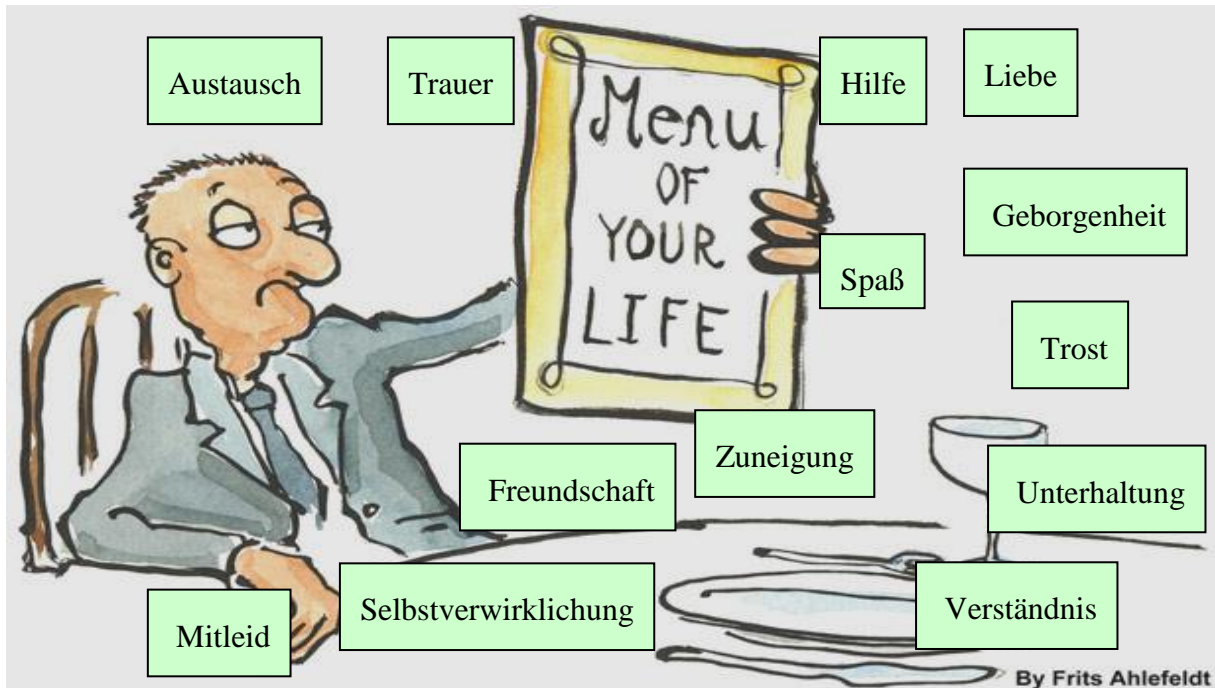 Austausch
Trauer
Hilfe
Liebe
Menu
OF
YOUR
LIFE
Geborgenheit
Spaß
Trost
Zuneigung
Freundschaft
Unterhaltung
Selbstverwirklichung
Verständnis
Mitleid
By Frits Ahlefeldt